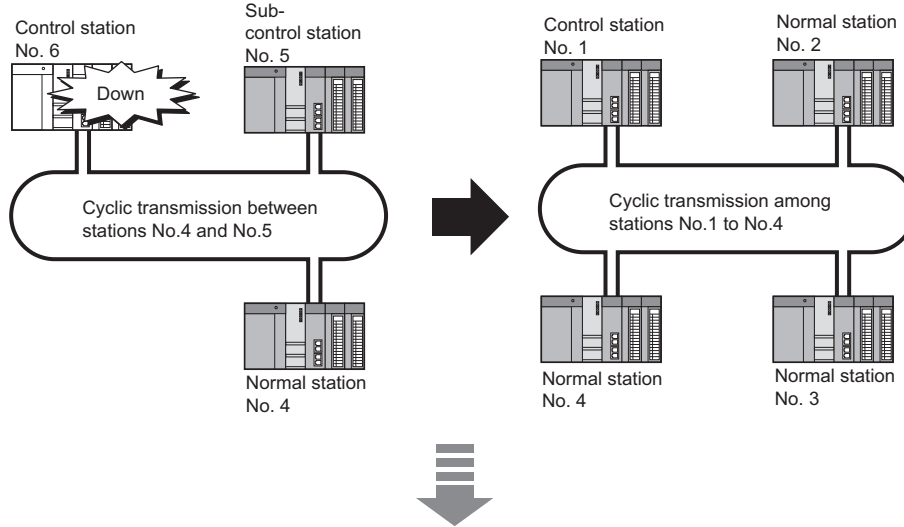 Control station
No. 6
Sub-
control station
No. 5
Down
Cyclic transmission between
stations No.4 and No.5
Normal station
No. 4
Control station
No. 1
Normal station
No. 2
Cyclic transmission among
stations No.1 to No.4
Normal station
No. 4
Normal station
No. 3